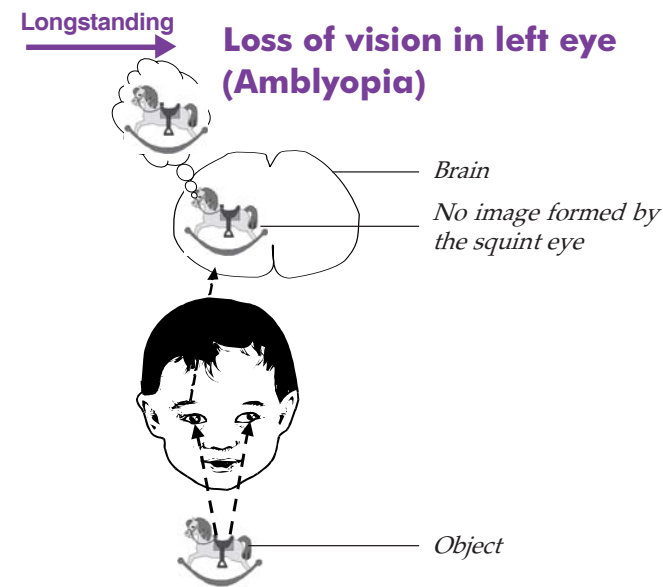 Longstanding
Loss of vision in left eye
(Amblyopia)
Brain
No image formed by
the squint eye
Object